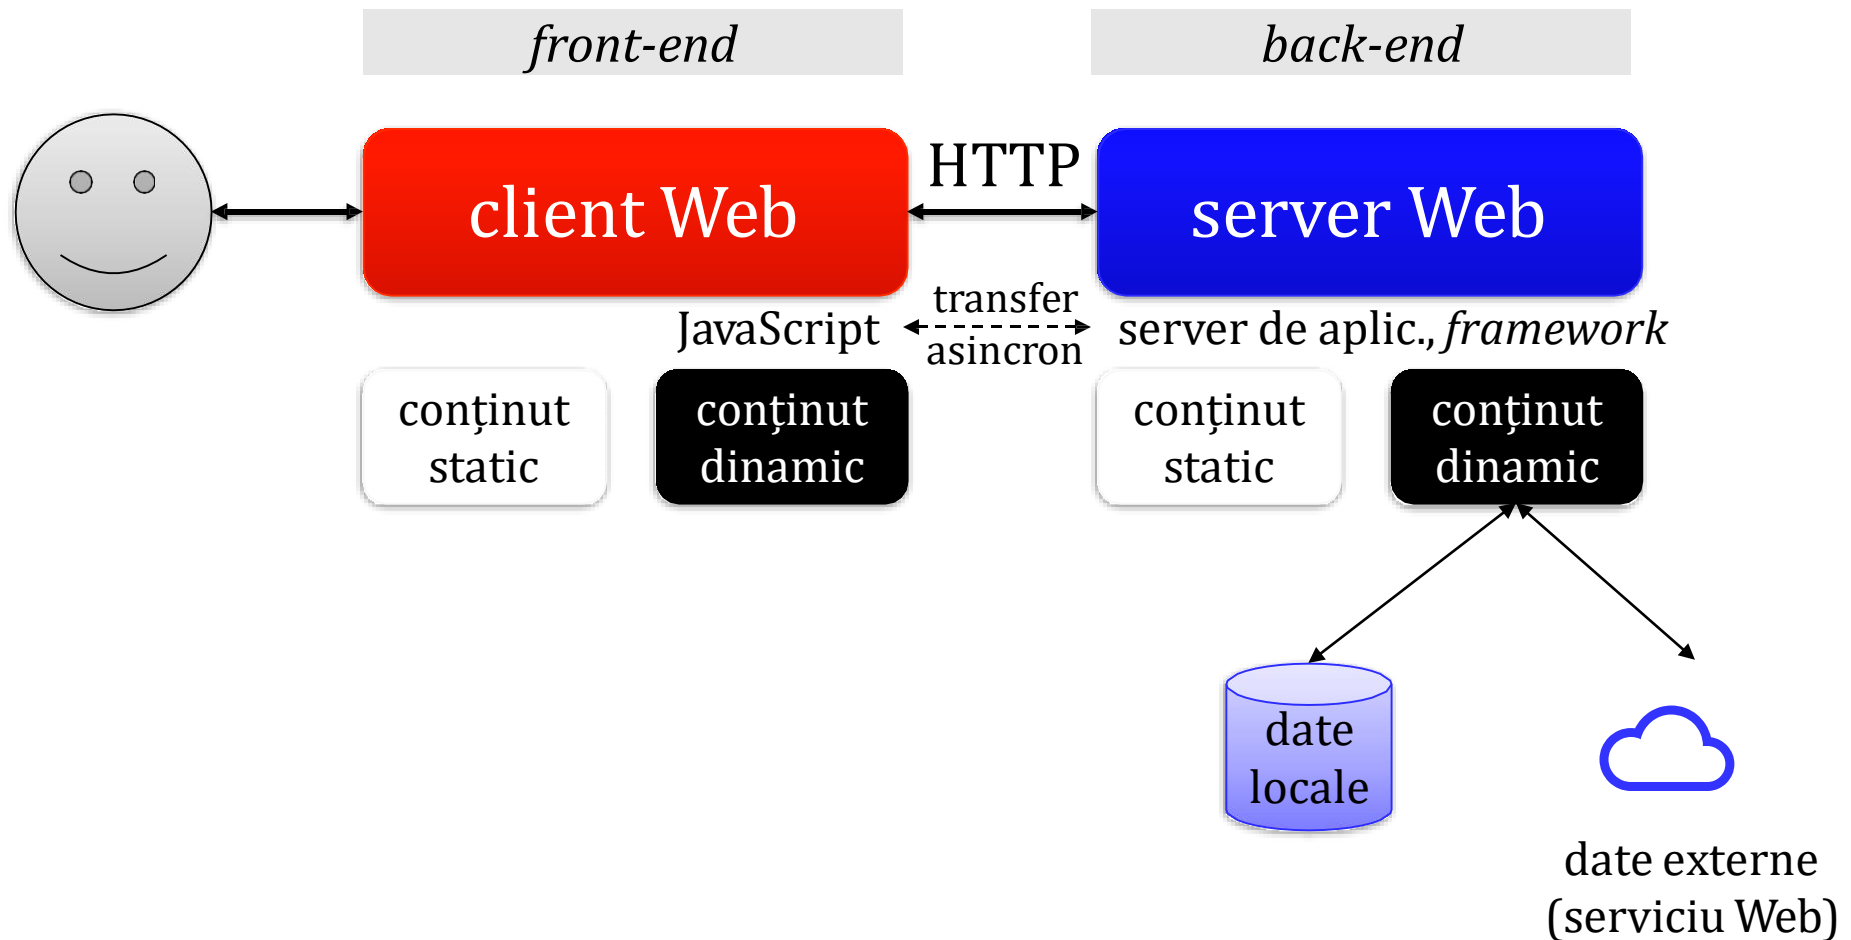 front-end
back-end
client Web
HTTP
server Web
JavaScript
transfer
asincron
server de aplic., framework
conținut
static
conținut
dinamic
conținut
static
conținut
dinamic
date
locale
date externe
(serviciu Web)